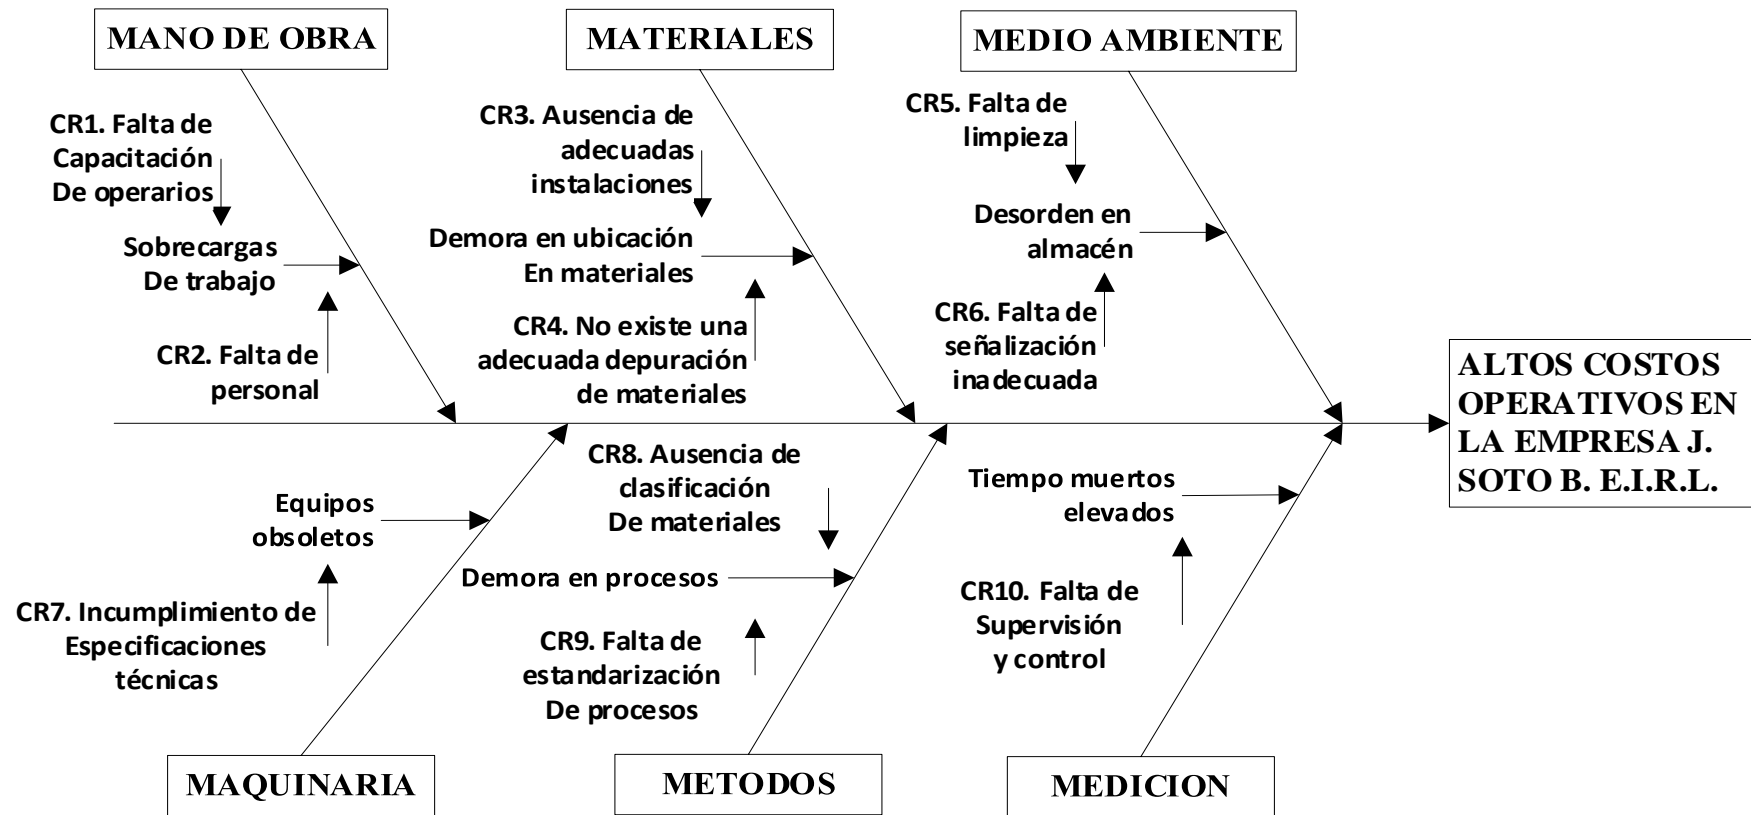 MANO DE OBRA
CR1. Falta de
Capacitación
De operarios
Sobrecargas
De trabajo
CR2. Falta de
personal
MATERIALES
CR3. Ausencia de
adecuadas
instalaciones
Demora en ubicación
En materiales
CR4. No existe una
adecuada depuración
de materiales
MEDIO AMBIENTE
CR5. Falta de
limpieza
Desorden en
almacén
CR6. Falta de
señalización
inadecuada
ALTOS COSTOS
OPERATIVOS EN
LA EMPRESA J.
SOTO B. E.I.R.L.
Equipos
obsoletos
CR7. Incumplimiento de
Especificaciones
técnicas
MAQUINARIA
CR8. Ausencia de
clasificación
De materiales
Demora en procesos
CR9. Falta de
estandarización
De procesos
METODOS
Tiempo muertos
elevados
CR10. Falta de
Supervisión
y control
MEDICION